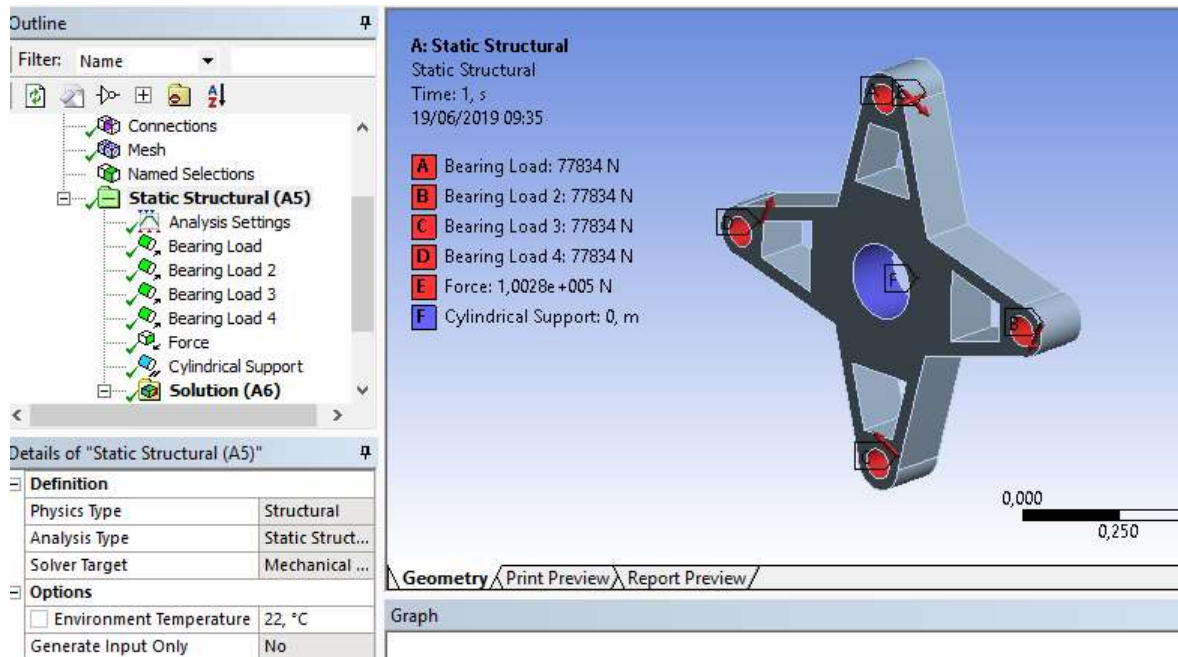 Outline
Filter: Name
Connections
Mesh
Named Selections
Static Structural (A5)
Analysis Settings
Bearing Load
Bearing Load 2
Bearing Load 3
Bearing Load 4
Force
Cylindrical Support
Solution (A6)
Details of "Static Structural (A5)"
Definition
Physics Type Structural
Analysis Type Static Struct...
Solver Target Mechanical ...
Options
Environment Temperature 22, °C
Generate Input Only No
A: Static Structural
Static Structural
Time: 1, s
19/06/2019 09:35
A Bearing Load: 77834 N
B Bearing Load 2: 77834 N
C Bearing Load 3: 77834 N
D Bearing Load 4: 77834 N
E Force: 1,0028e+005 N
F Cylindrical Support: 0, m
A E
D
F
B
C
0,000
0,250
Geometry Print Preview Report Preview
Graph